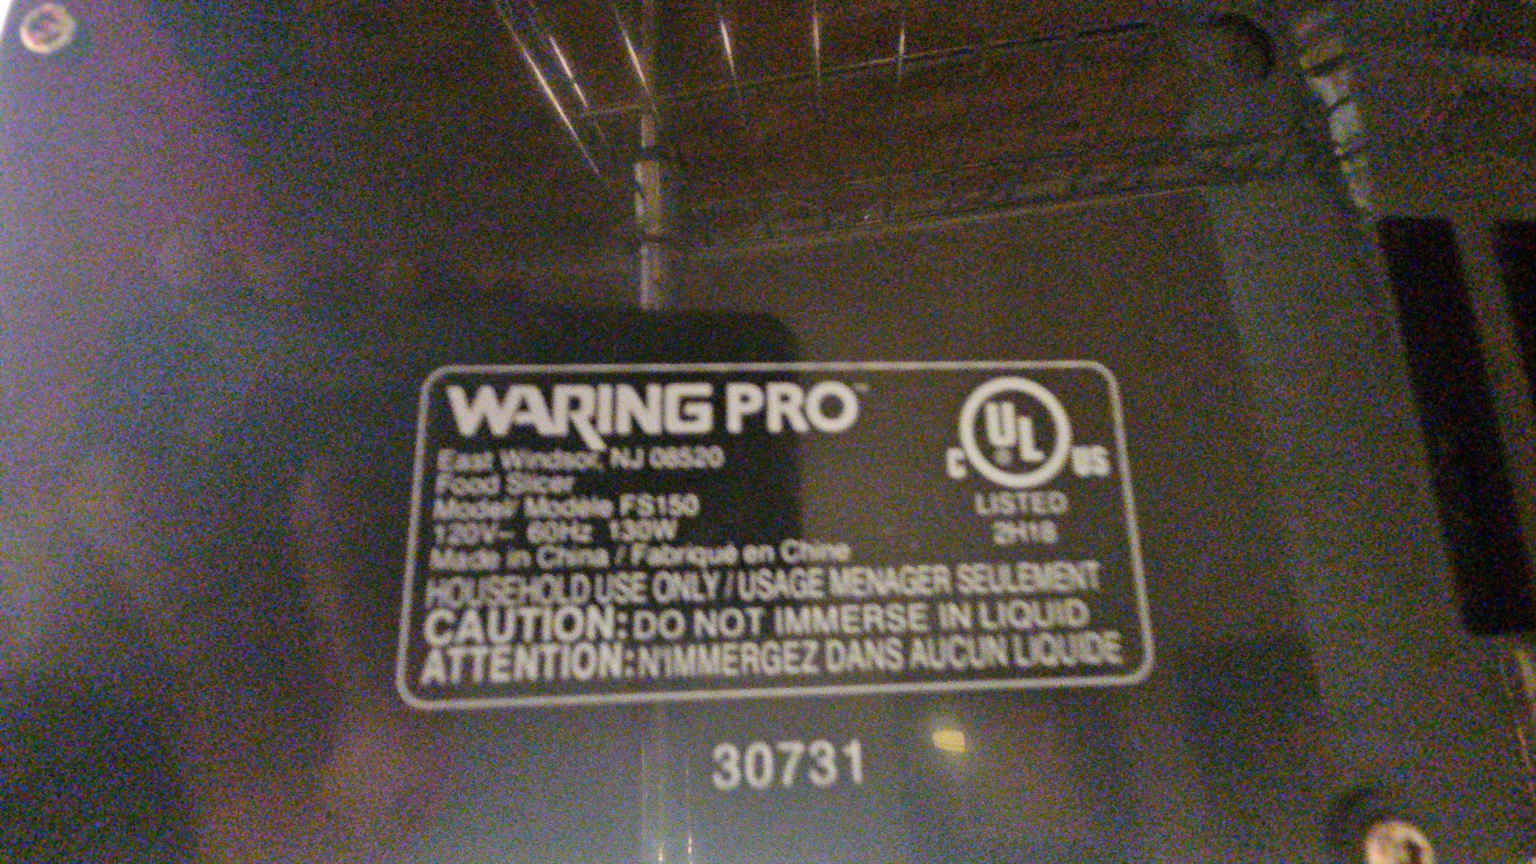 WARING PRO™
East Windsor, NJ 08520
Food Slicer
Model/ Modèle FS150
120V~ 60Hz 130W
Made in China / Fabriqué en Chine
C UL US
LISTED
2H18
HOUSEHOLD USE ONLY / USAGE MENAGER SEULEMENT
CAUTION: DO NOT IMMERSE IN LIQUID
ATTENTION: N'IMMERGEZ DANS AUCUN LIQUIDE
30731